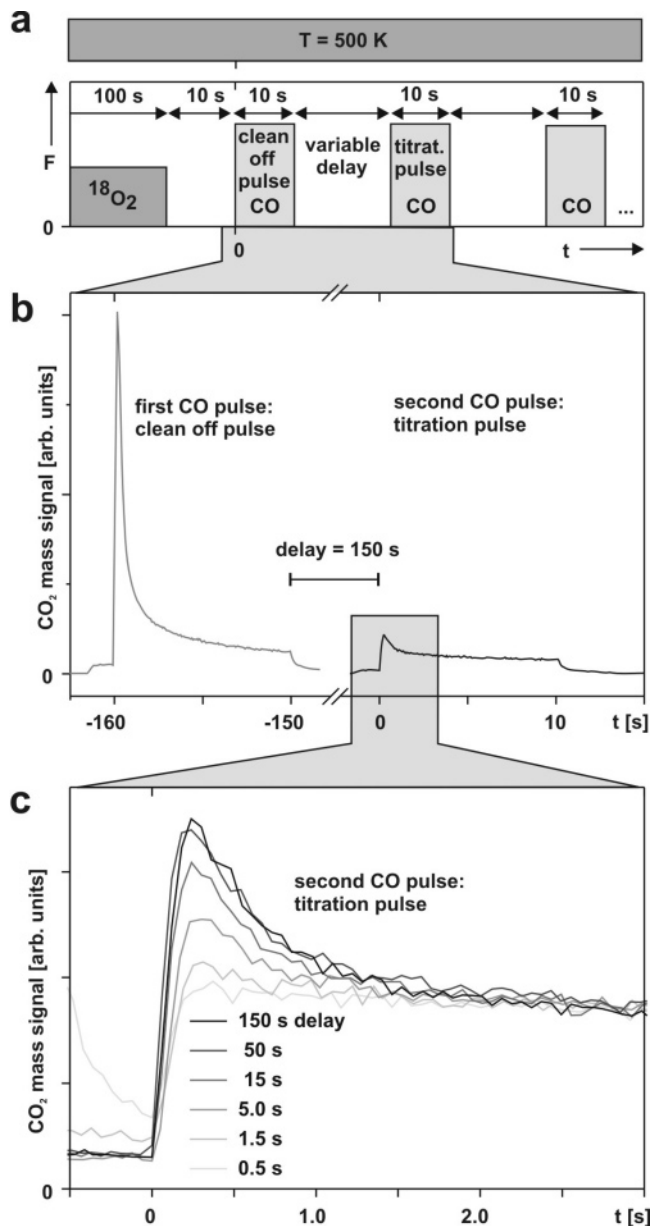 a
T = 500 K
100 s 10 s 10 s 10 s 10 s
F
clean off pulse
variable delay
titrat. pulse
¹⁸O₂
CO CO CO ...
0
0 t
b
CO₂ mass signal [arb. units]
first CO pulse:
clean off pulse
second CO pulse:
titration pulse
delay = 150 s
0
-160 -150 0 10 t [s]
c
CO₂ mass signal [arb. units]
second CO pulse:
titration pulse
150 s delay
50 s
15 s
5.0 s
1.5 s
0.5 s
0
0 1.0 2.0 t [s]